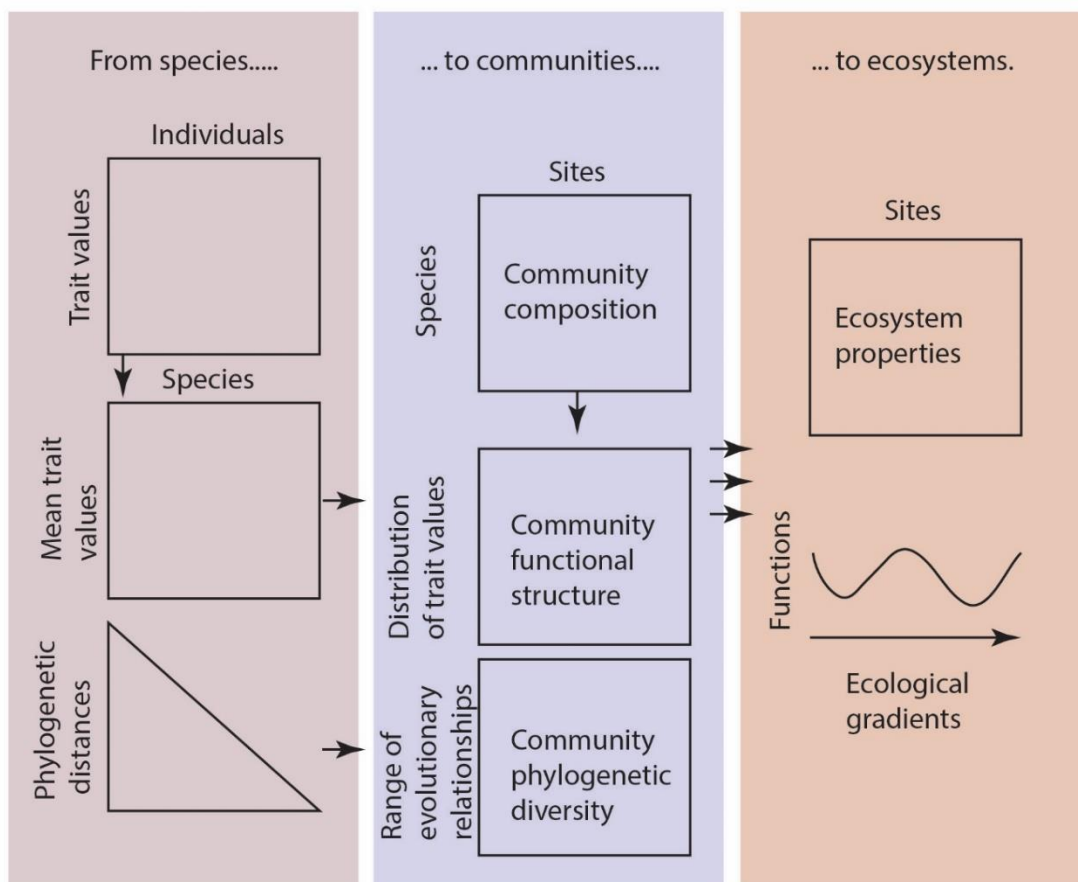 From species.....
Individuals
Trait values
Species
Mean trait
values
Phylogenetic
distances
... to communities....
Sites
Species
Community
composition
Distribution
of trait values
Community
functional
structure
Range of
evolutionary
relationships
Community
phylogenetic
diversity
... to ecosystems.
Sites
Ecosystem
properties
Functions
Ecological
gradients